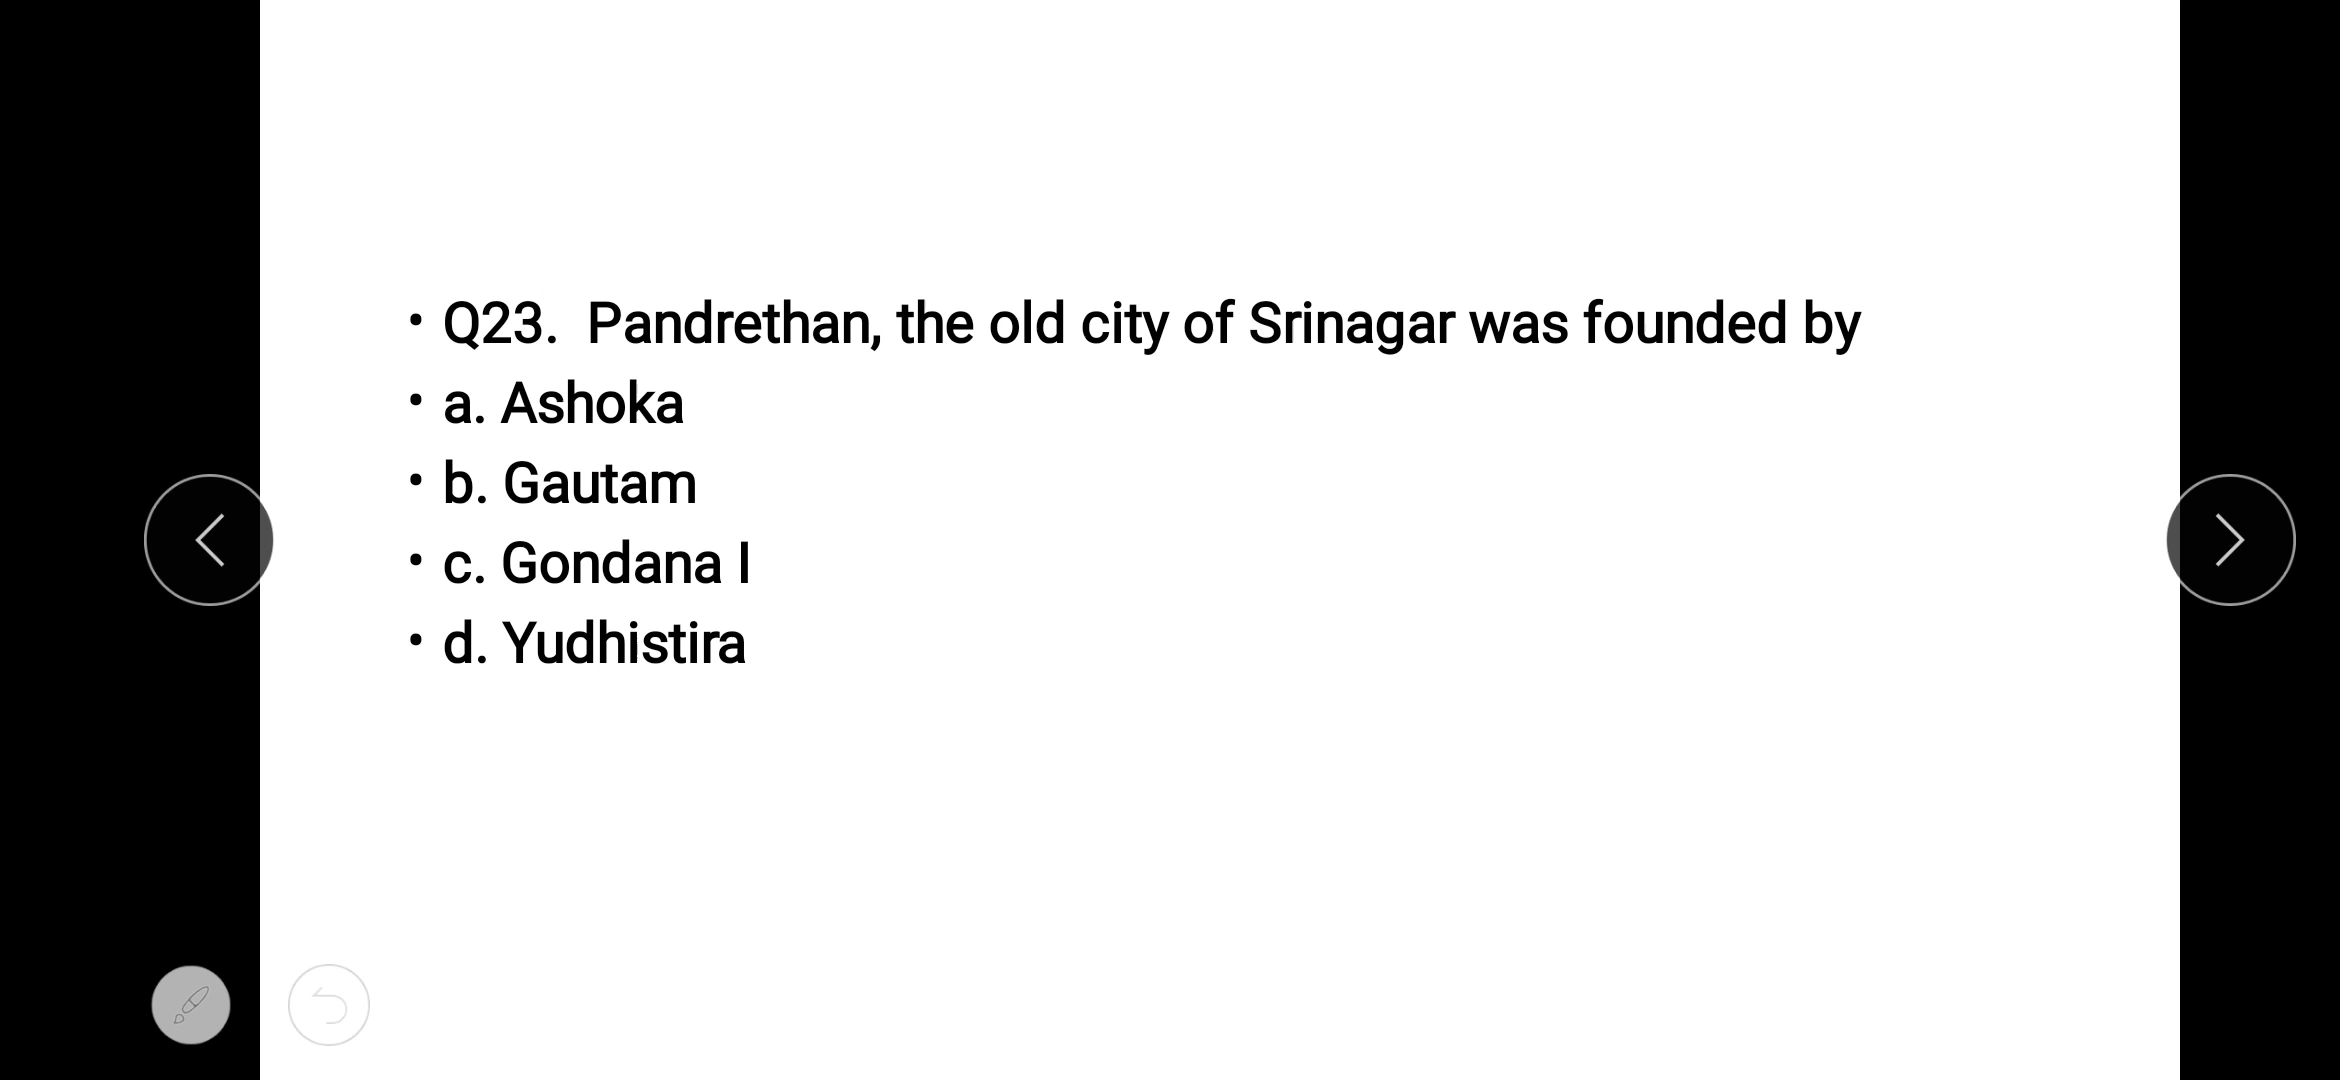 • Q23.  Pandrethan, the old city of Srinagar was founded by
• a. Ashoka
• b. Gautam
• c. Gondana I
• d. Yudhistira